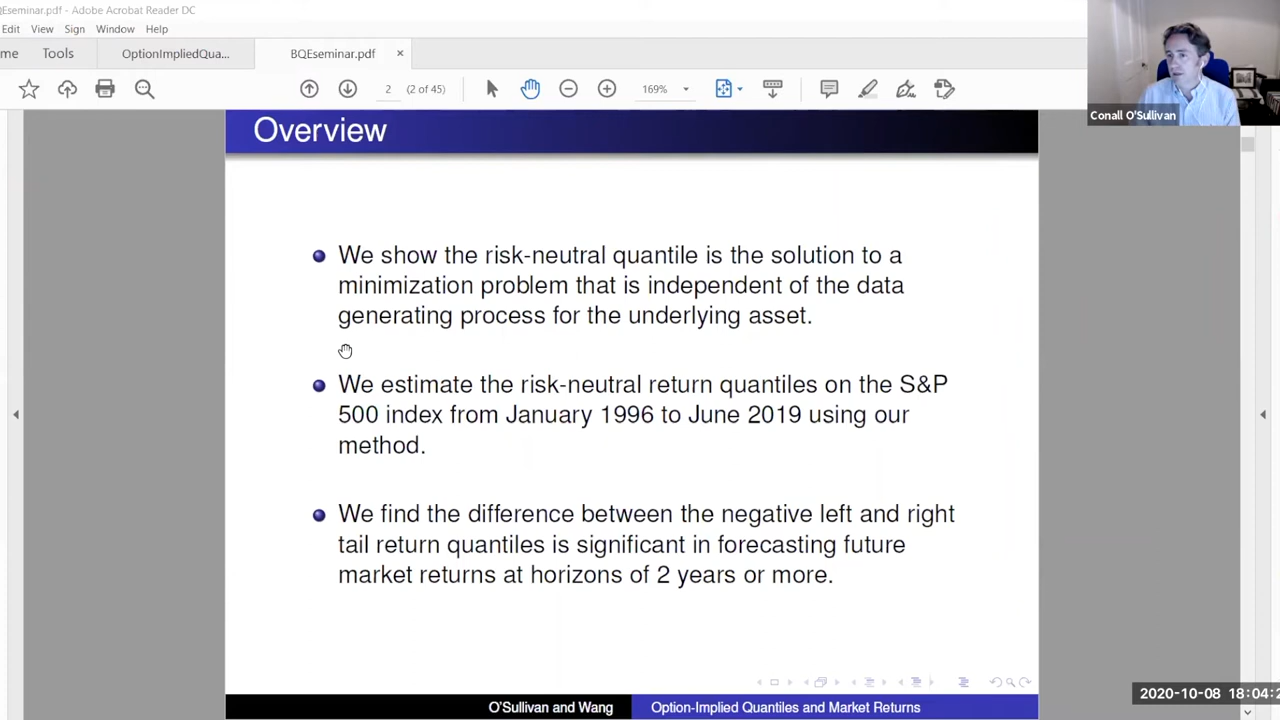 QEseminar.pdf - Adobe Acrobat Reader DC
Edit View Sign Window Help
me Tools OptionImpliedQua... BQEseminar.pdf ×
2 (2 of 45) 169%
Conall O'Sullivan
Overview
We show the risk-neutral quantile is the solution to a
minimization problem that is independent of the data
generating process for the underlying asset.
We estimate the risk-neutral return quantiles on the S&P
500 index from January 1996 to June 2019 using our
method.
We find the difference between the negative left and right
tail return quantiles is significant in forecasting future
market returns at horizons of 2 years or more.
O'Sullivan and Wang Option-Implied Quantiles and Market Returns
2020-10-08 18:04:2